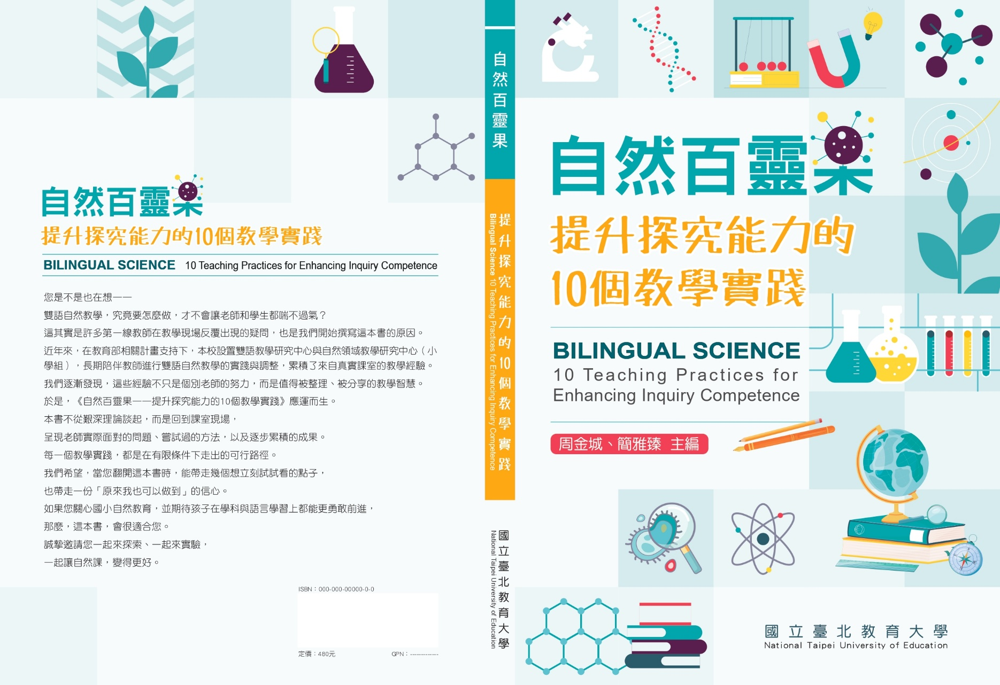 自然百靈果
提升探究能力的10個教學實踐
BILINGUAL SCIENCE 10 Teaching Practices for Enhancing Inquiry Competence
您是不是也在想——
雙語自然教學，究竟要怎麼做，才不會讓老師和學生都喘不過氣？
這其實是許多第一線教師在教學現場反覆出現的疑問，也是我們開始撰寫這本書的原因。
近年來，在教育部相關計畫支持下，本校設置雙語教學研究中心與自然領域教學研究中心（小
學組），長期陪伴教師進行雙語自然教學的實踐與調整，累積了來自真實課室的教學經驗。
我們逐漸發現，這些經驗不只是個別老師的努力，而是值得被整理、被分享的教學智慧。
於是，《自然百靈果——提升探究能力的10個教學實踐》應運而生。
本書不從艱深理論談起，而是回到課室現場，
呈現老師實際面對的問題、嘗試過的方法，以及逐步累積的成果。
每一個教學實踐，都是在有限條件下走出的可行路徑。
我們希望，當您翻開這本書時，能帶走幾個想立刻試試看的點子，
也帶走一份「原來我也可以做到」的信心。
如果您關心國小自然教育，並期待孩子在學科與語言學習上都能更勇敢前進，
那麼，這本書，會很適合您。
誠摯邀請您一起來探索、一起來實驗，
一起讓自然課，變得更好。
ISBN：000-000-00000-0-0
定價：480元
GPN：-------------
自然百靈果
提升探究能力的10個教學實踐
Bilingual Science 10 Teaching Practices for Enhancing Inquiry Competence
國立臺北教育大學
National Taipei University of Education
自然百靈果
提升探究能力的
10個教學實踐
BILINGUAL SCIENCE
10 Teaching Practices for
Enhancing Inquiry Competence
周金城、簡雅臻 主編
國立臺北教育大學
National Taipei University of Education